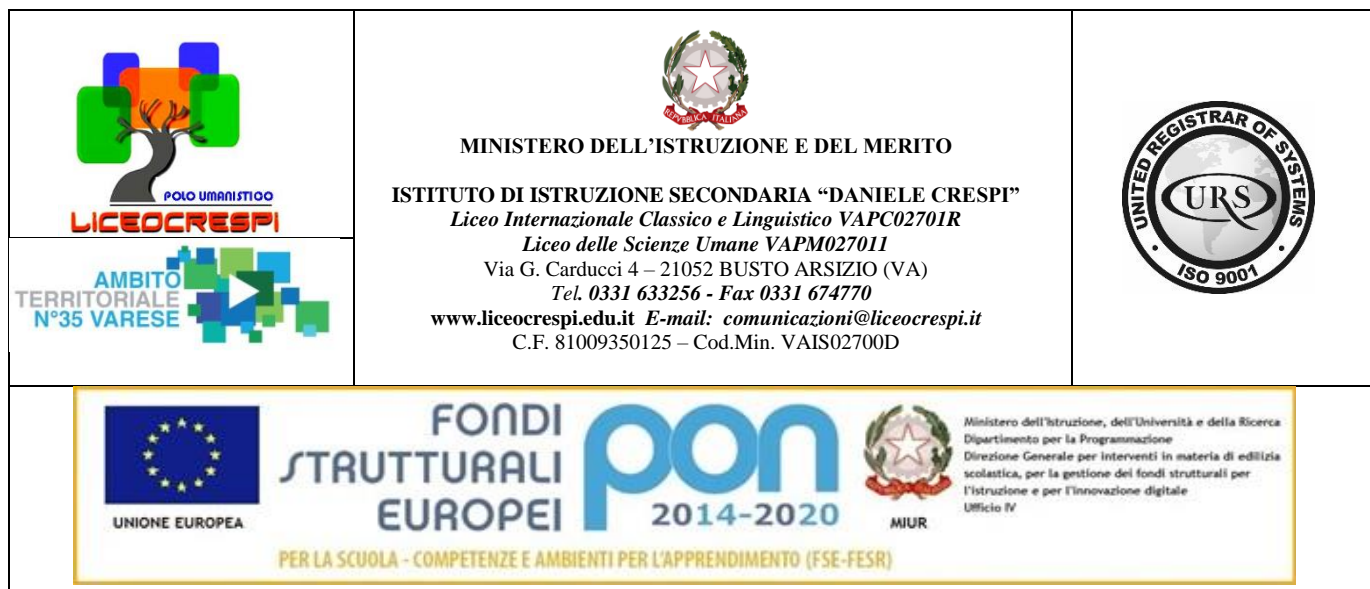 POLO UMANISTICO
LICEOCRESPI
AMBITO
TERRITORIALE
N°35 VARESE
REPVBBLICA ITALIANA
MINISTERO DELL’ISTRUZIONE E DEL MERITO
ISTITUTO DI ISTRUZIONE SECONDARIA “DANIELE CRESPI”
Liceo Internazionale Classico e Linguistico VAPC02701R
Liceo delle Scienze Umane VAPM027011
Via G. Carducci 4 – 21052 BUSTO ARSIZIO (VA)
Tel. 0331 633256 - Fax 0331 674770
www.liceocrespi.edu.it E-mail: comunicazioni@liceocrespi.it
C.F. 81009350125 – Cod.Min. VAIS02700D
UNITED REGISTRAR OF SYSTEMS
URS
ISO 9001
UNIONE EUROPEA
FONDI
STRUTTURALI
EUROPEI
pon
2014-2020
MIUR
Ministero dell'Istruzione, dell'Università e della Ricerca
Dipartimento per la Programmazione
Direzione Generale per interventi in materia di edilizia
scolastica, per la gestione dei fondi strutturali per
l'istruzione e per l'innovazione digitale
Ufficio IV
PER LA SCUOLA - COMPETENZE E AMBIENTI PER L'APPRENDIMENTO (FSE-FESR)